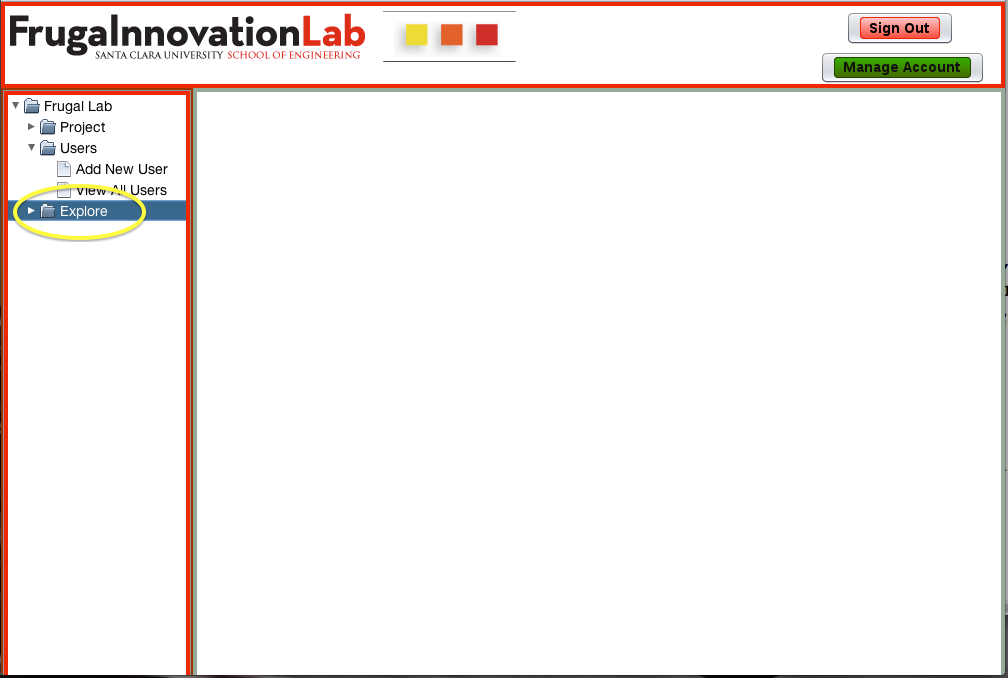 FrugalInnovationLab
SANTA CLARA UNIVERSITY SCHOOL OF ENGINEERING
Sign Out
Manage Account
Frugal Lab
Project
Users
Add New User
View All Users
Explore